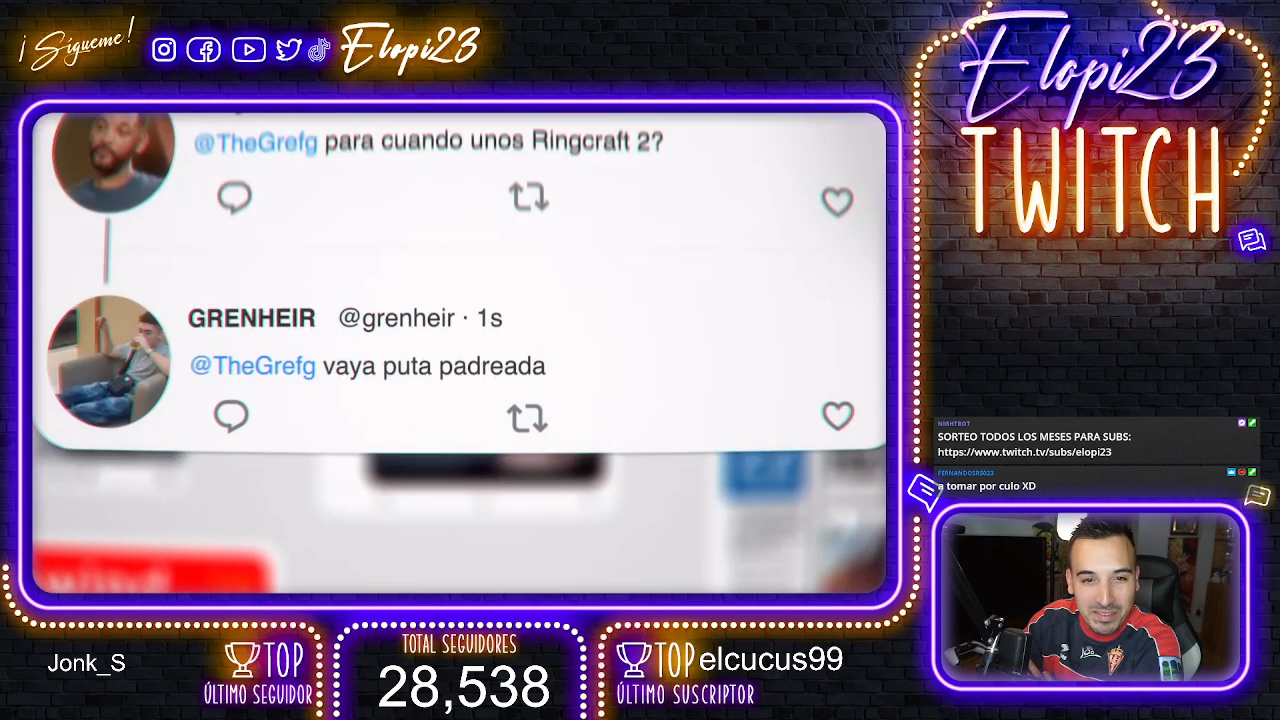 ¡Sígueme!
Elopi23
Elopi23
TWITCH
@TheGrefg para cuando unos Ringcraft 2?
GRENHEIR @grenheir · 1s
@TheGrefg vaya puta padreada
NIGHTBOT
SORTEO TODOS LOS MESES PARA SUBS:
https://www.twitch.tv/subs/elopi23
FERNANDOSRS023
a tomar por culo XD
Jonk_S
TOP
ÚLTIMO SEGUIDOR
TOTAL SEGUIDORES
28,538
TOP
elcucus99
ÚLTIMO SUSCRIPTOR